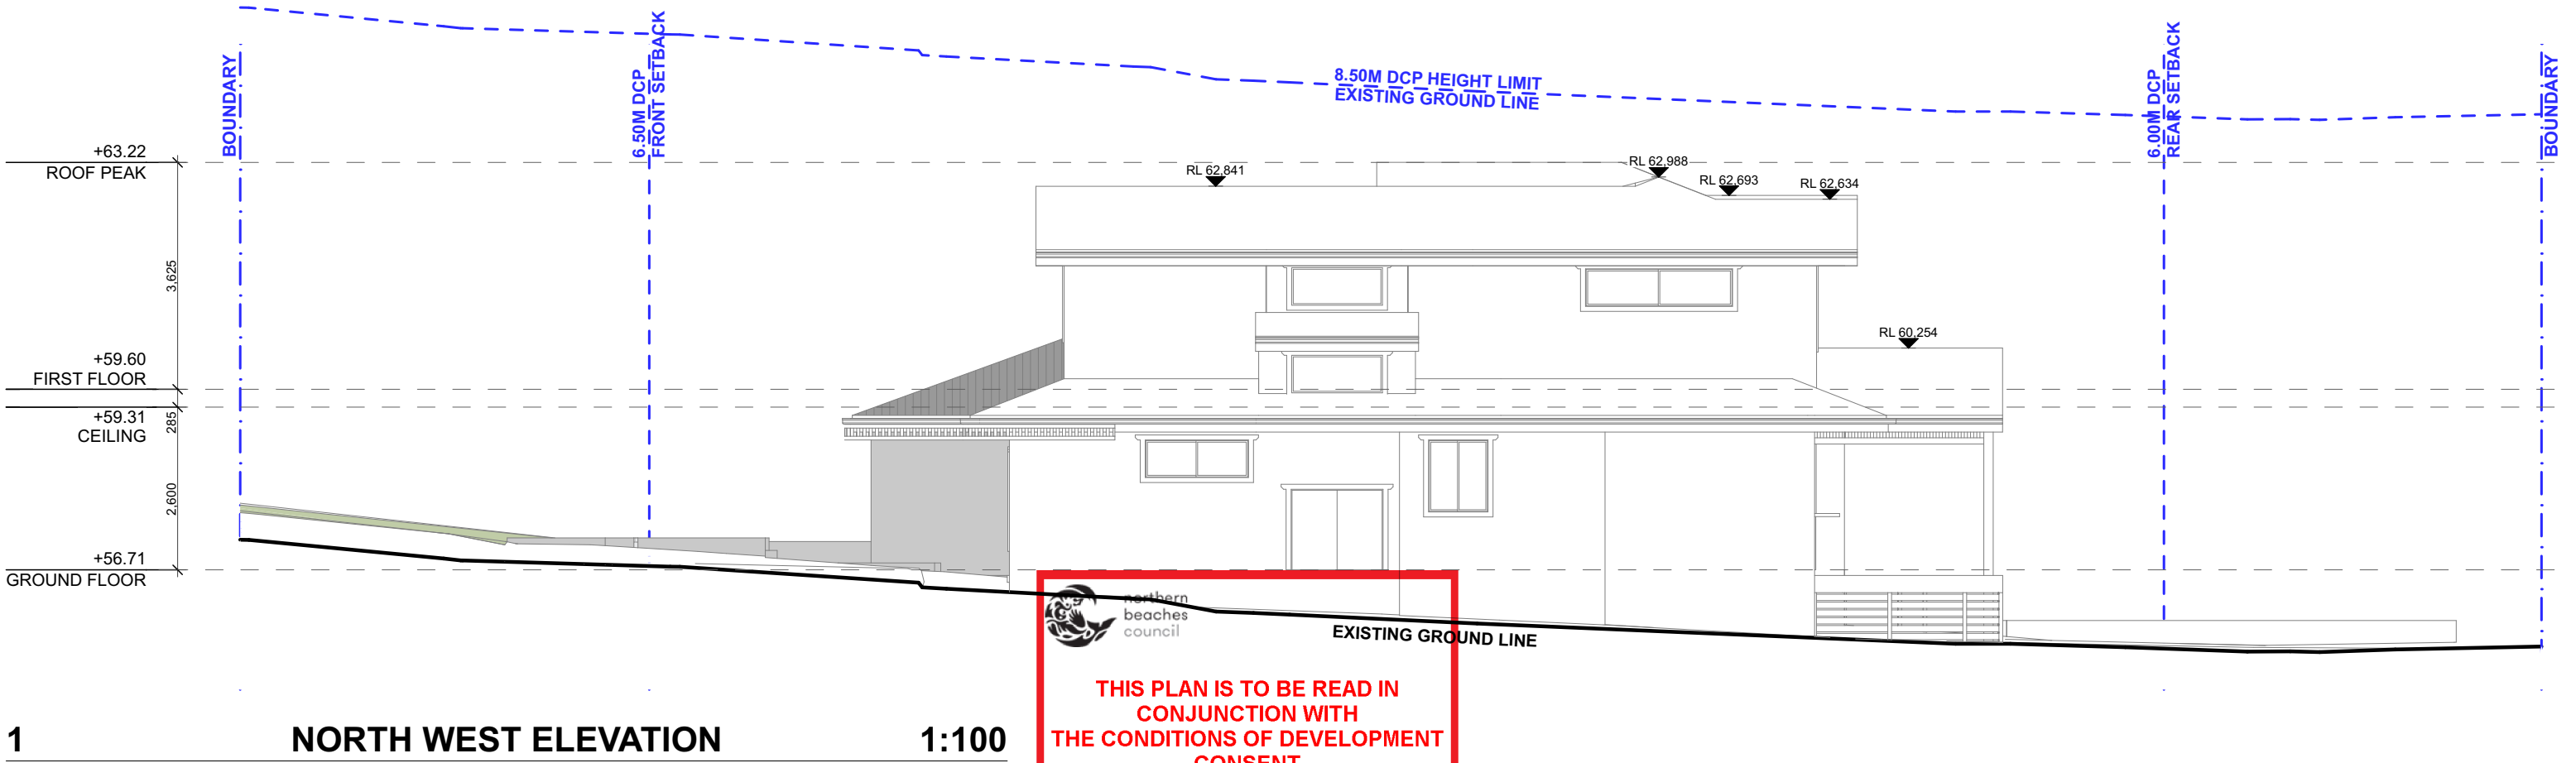 8.50M DCP HEIGHT LIMIT
EXISTING GROUND LINE
BOUNDARY
6.50M DCP
FRONT SETBACK
6.00M DCP
REAR SETBACK
BOUNDARY
+63.22
ROOF PEAK
RL 62,841
RL 62,988
RL 62,693
RL 62,634
3,625
RL 60,254
+59.60
FIRST FLOOR
285
+59.31
CEILING
2,600
+56.71
GROUND FLOOR
northern
beaches
council
EXISTING GROUND LINE
THIS PLAN IS TO BE READ IN
CONJUNCTION WITH
THE CONDITIONS OF DEVELOPMENT
CONSENT
1 NORTH WEST ELEVATION 1:100